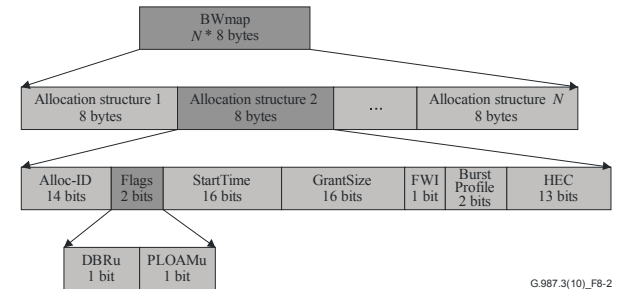 BWmap
N * 8 bytes
Allocation structure 1
8 bytes
Allocation structure 2
8 bytes
...
Allocation structure N
8 bytes
Alloc-ID
14 bits
Flags
2 bits
StartTime
16 bits
GrantSize
16 bits
FWI
1 bit
Burst
Profile
2 bits
HEC
13 bits
DBRu
1 bit
PLOAMu
1 bit
G.987.3(10)_F8-2